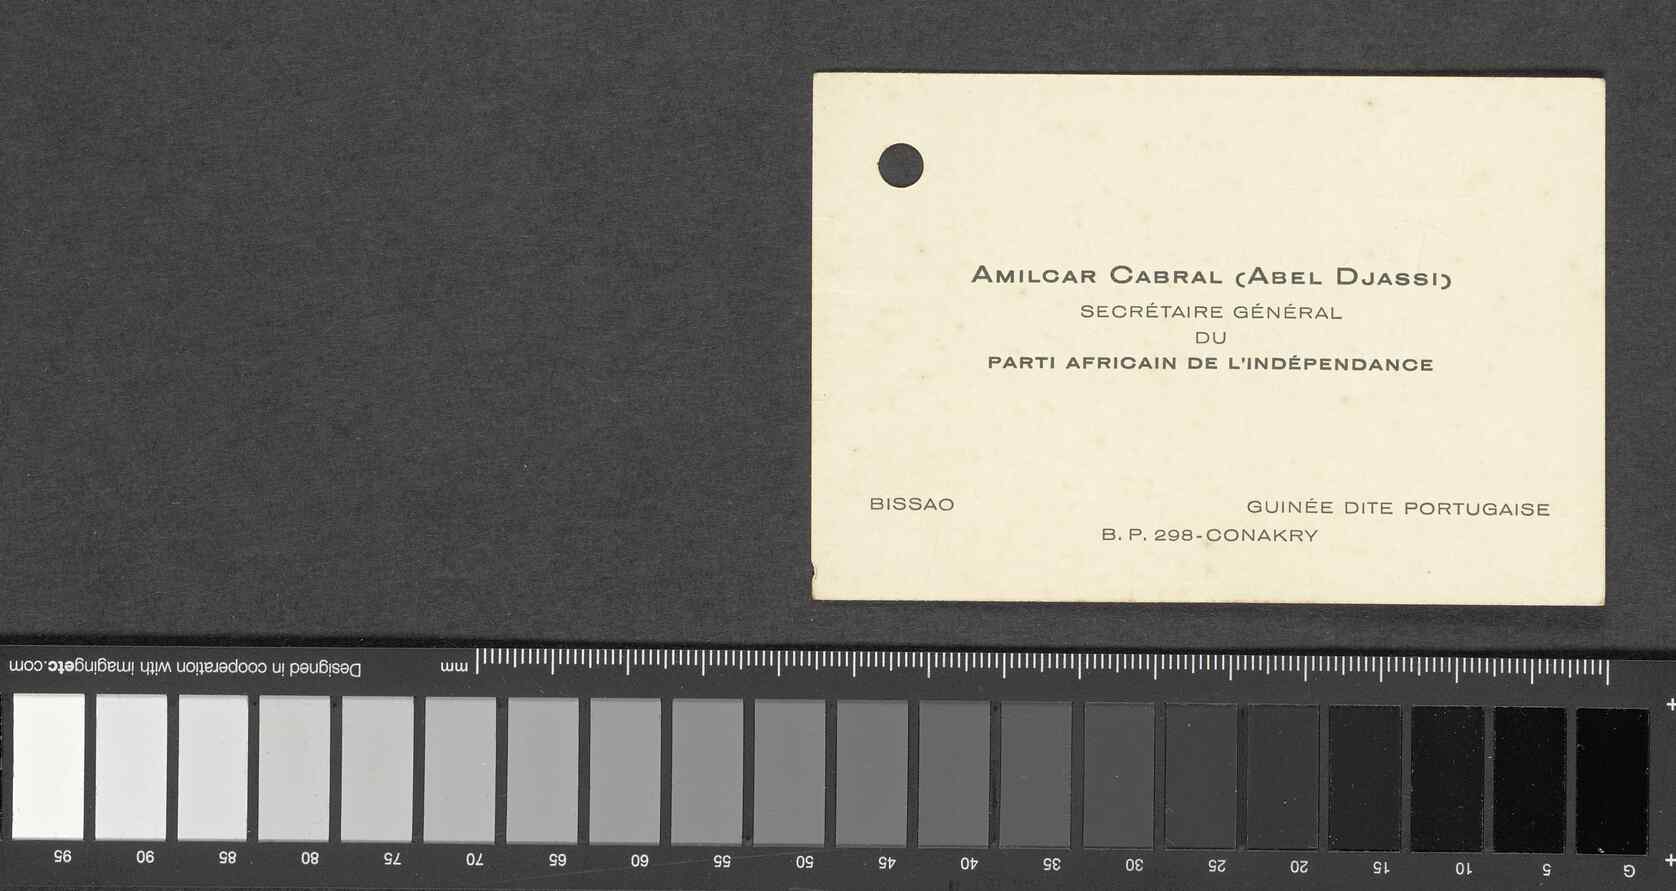 Amilcar Cabral (Abel Djassi)
SECRÉTAIRE GÉNÉRAL
DU
PARTI AFRICAIN DE L'INDÉPENDANCE
BISSAO GUINÉE DITE PORTUGAISE
B. P. 298-CONAKRY
mm
Designed in cooperation with imagingetc.com
95 90 85 80 75 70 65 60 55 50 45 40 35 30 25 20 15 10 5 G